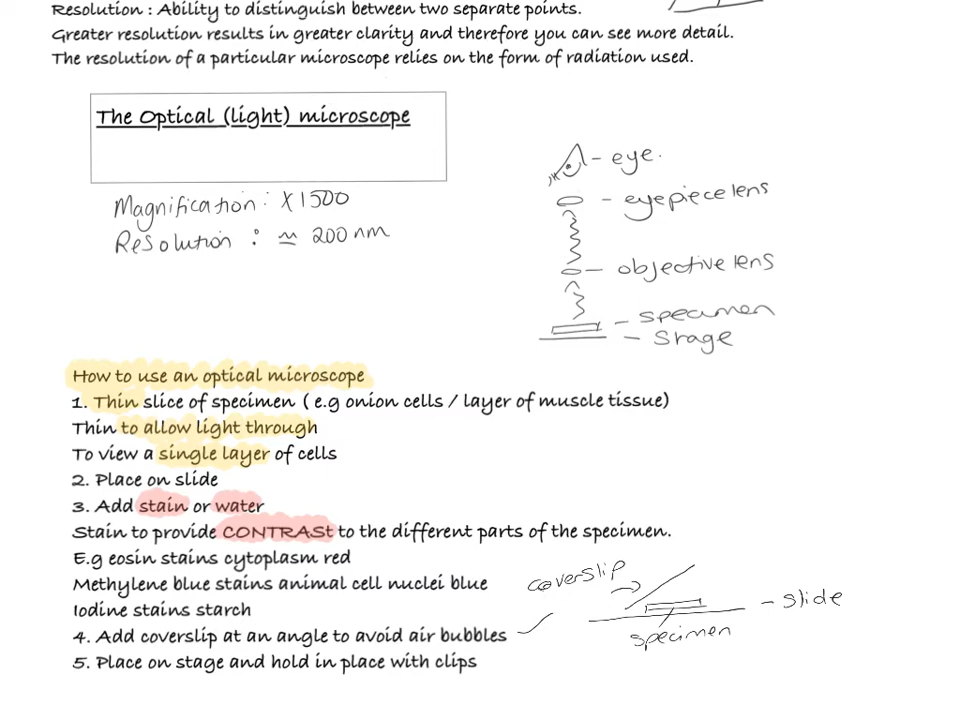 Resolution : Ability to distinguish between two separate points.
Greater resolution results in greater clarity and therefore you can see more detail.
The resolution of a particular microscope relies on the form of radiation used.
The Optical (light) microscope
Magnification : X 1500
Resolution : ≃ 200 nm
- eye.
- eyepiece lens
- objective lens
- specimen
- stage
How to use an optical microscope
1. Thin slice of specimen ( e.g onion cells / layer of muscle tissue)
Thin to allow light through
To view a single layer of cells
2. Place on slide
3. Add stain or water
Stain to provide CONTRASt to the different parts of the specimen.
E.g eosin stains cytoplasm red
Methylene blue stains animal cell nuclei blue
Iodine stains starch
4. Add coverslip at an angle to avoid air bubbles
5. Place on stage and hold in place with clips
coverslip
- slide
specimen